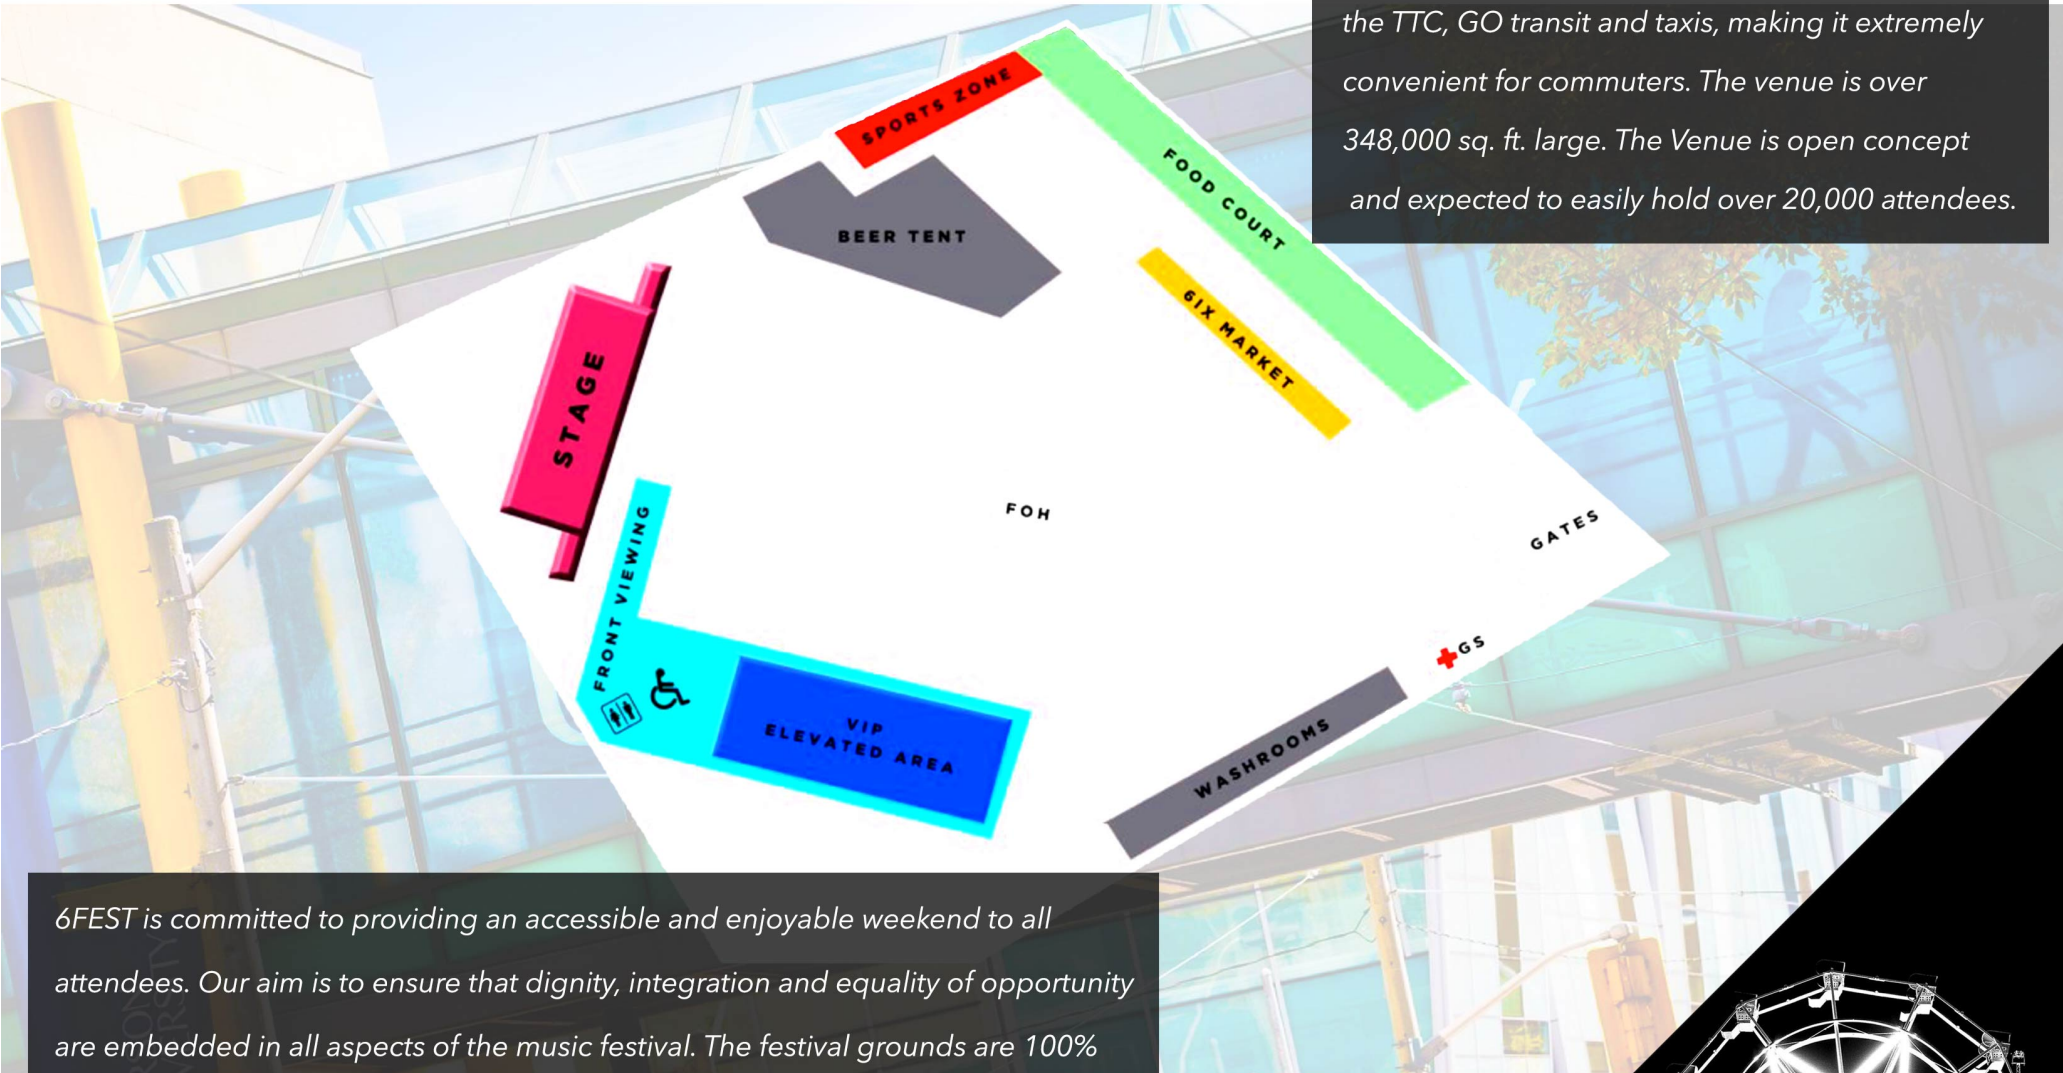 the TTC, GO transit and taxis, making it extremely
convenient for commuters. The venue is over
348,000 sq. ft. large. The Venue is open concept
and expected to easily hold over 20,000 attendees.
SPORTS ZONE
FOOD COURT
BEER TENT
6IX MARKET
STAGE
FOH
GATES
FRONT VIEWING
GS
VIP
ELEVATED AREA
WASHROOMS
6FEST is committed to providing an accessible and enjoyable weekend to all
attendees. Our aim is to ensure that dignity, integration and equality of opportunity
are embedded in all aspects of the music festival. The festival grounds are 100%